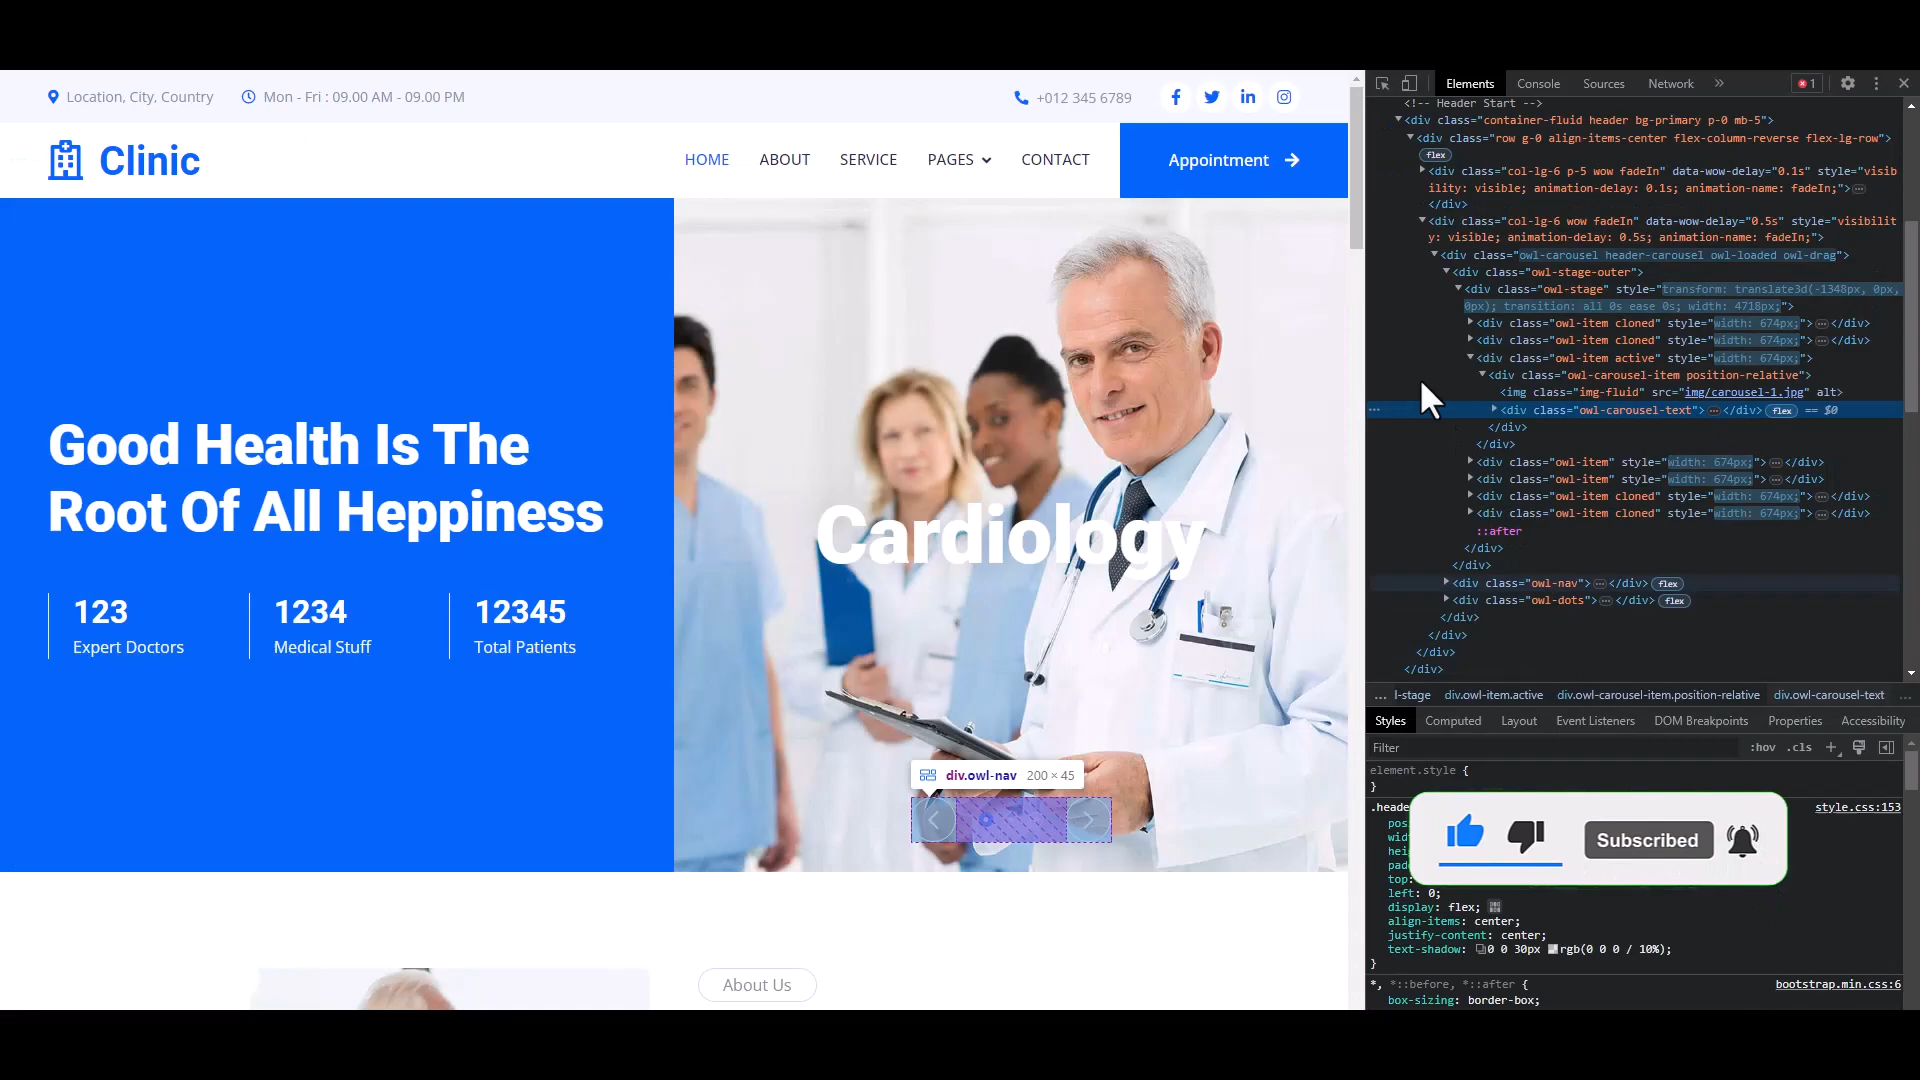 Location, City, Country
Mon - Fri : 09.00 AM - 09.00 PM
+012 345 6789
Clinic
HOME
ABOUT
SERVICE
PAGES
CONTACT
Appointment
Good Health Is The
Root Of All Heppiness
123
1234
12345
Expert Doctors
Medical Stuff
Total Patients
Cardiology
div.owl-nav 200 × 45
About Us
Elements
Console
Sources
Network
»
1
<!-- Header Start -->
<div class="container-fluid header bg-primary p-0 mb-5">
<div class="row g-0 align-items-center flex-column-reverse flex-lg-row">
flex
<div class="col-lg-6 p-5 wow fadeIn" data-wow-delay="0.1s" style="visib
ility: visible; animation-delay: 0.1s; animation-name: fadeIn;">
</div>
<div class="col-lg-6 wow fadeIn" data-wow-delay="0.5s" style="visibilit
y: visible; animation-delay: 0.5s; animation-name: fadeIn;">
<div class="owl-carousel header-carousel owl-loaded owl-drag">
<div class="owl-stage-outer">
<div class="owl-stage" style="transform: translate3d(-1348px, 0px,
0px); transition: all 0s ease 0s; width: 4718px;">
<div class="owl-item cloned" style="width: 674px;">…</div>
<div class="owl-item cloned" style="width: 674px;">…</div>
<div class="owl-item active" style="width: 674px;">
<div class="owl-carousel-item position-relative">
<img class="img-fluid" src="img/carousel-1.jpg" alt>
<div class="owl-carousel-text">…</div> flex == $0
</div>
</div>
<div class="owl-item" style="width: 674px;">…</div>
<div class="owl-item" style="width: 674px;">…</div>
<div class="owl-item cloned" style="width: 674px;">…</div>
<div class="owl-item cloned" style="width: 674px;">…</div>
::after
</div>
</div>
<div class="owl-nav">…</div> flex
<div class="owl-dots">…</div> flex
</div>
</div>
</div>
</div>
… l-stage div.owl-item.active div.owl-carousel-item.position-relative div.owl-carousel-text …
Styles Computed Layout Event Listeners DOM Breakpoints Properties Accessibility
Filter
:hov .cls +
element.style {
}
.heade
style.css:153
pos
wid
hei
pad
top:
left: 0;
display: flex;
align-items: center;
justify-content: center;
text-shadow: 0 0 30px rgb(0 0 0 / 10%);
}
*, *::before, *::after {
bootstrap.min.css:6
box-sizing: border-box;
Subscribed